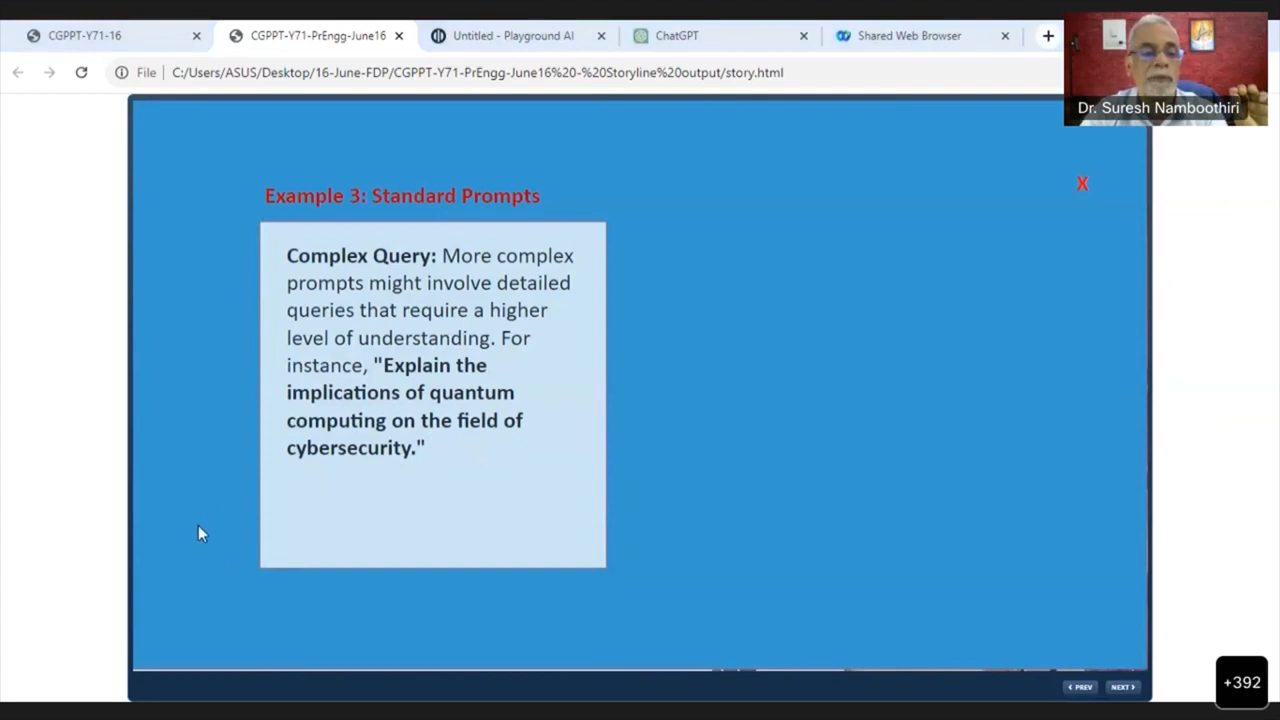 CGPPT-Y71-16
CGPPT-Y71-PrEngg-June16
Untitled - Playground AI
ChatGPT
Shared Web Browser
File
C:/Users/ASUS/Desktop/16-June-FDP/CGPPT-Y71-PrEngg-June16%20-%20Storyline%20output/story.html
Dr. Suresh Namboothiri
Example 3: Standard Prompts
X
Complex Query: More complex
prompts might involve detailed
queries that require a higher
level of understanding. For
instance, "Explain the
implications of quantum
computing on the field of
cybersecurity."
PREV
NEXT
+392